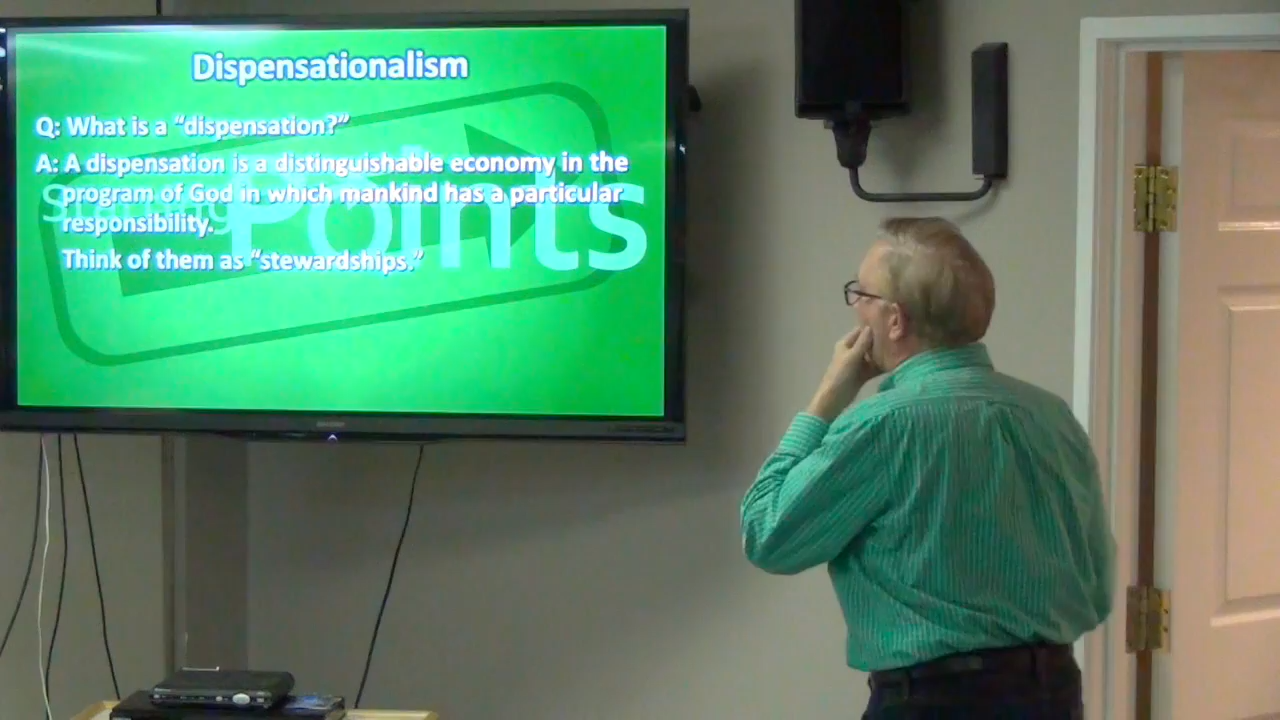 Dispensationalism
Q: What is a “dispensation?”
A: A dispensation is a distinguishable economy in the
program of God in which mankind has a particular
responsibility.
Think of them as “stewardships.”
Starting
Points